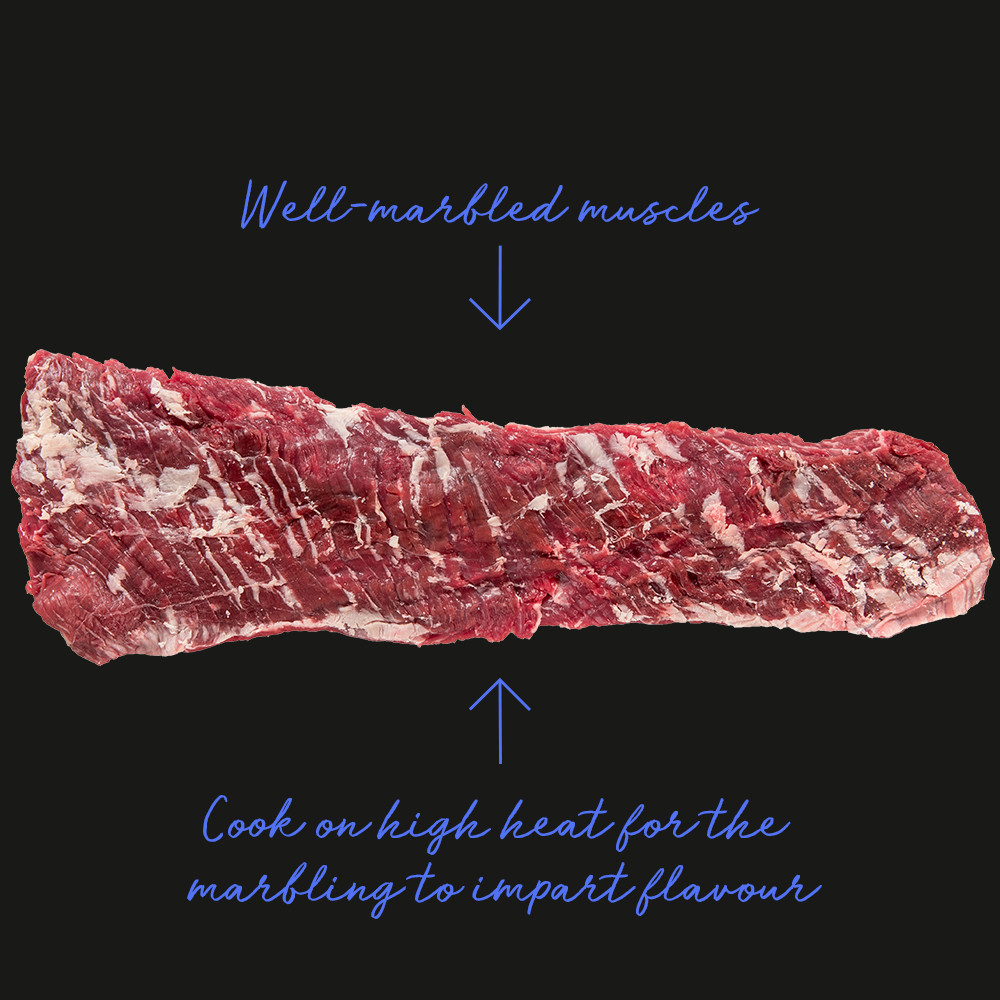 Well-marbled muscles
Cook on high heat for the
marbling to impart flavour